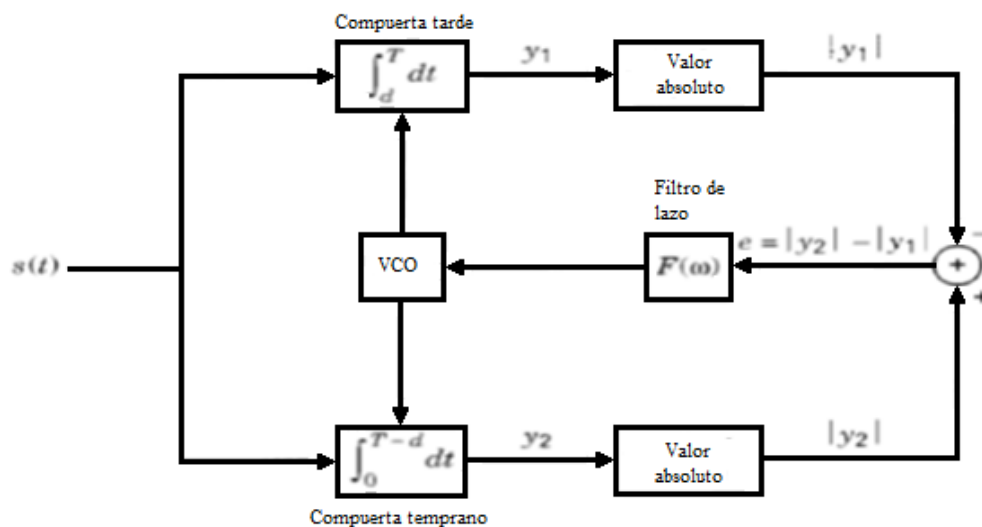 Compuerta tarde
∫_d^T dt
y₁
Valor
absoluto
|y₁|
Filtro de
lazo
s(t)
VCO
F(ω)
e = |y₂| − |y₁|
−
+
+
∫_0^{T−d} dt
y₂
Valor
absoluto
|y₂|
Compuerta temprano